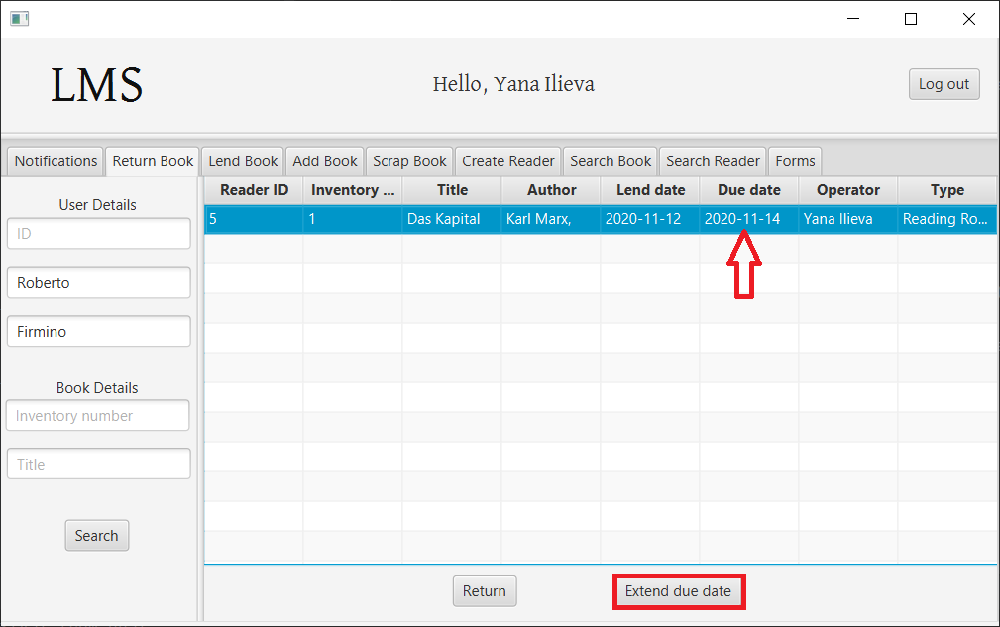 LMS
Hello, Yana Ilieva
Log out
Notifications Return Book Lend Book Add Book Scrap Book Create Reader Search Book Search Reader Forms
User Details
ID
Roberto
Firmino
Book Details
Inventory number
Title
Search
Reader ID Inventory ... Title Author Lend date Due date Operator Type
5 1 Das Kapital Karl Marx, 2020-11-12 2020-11-14 Yana Ilieva Reading Ro...
Return Extend due date